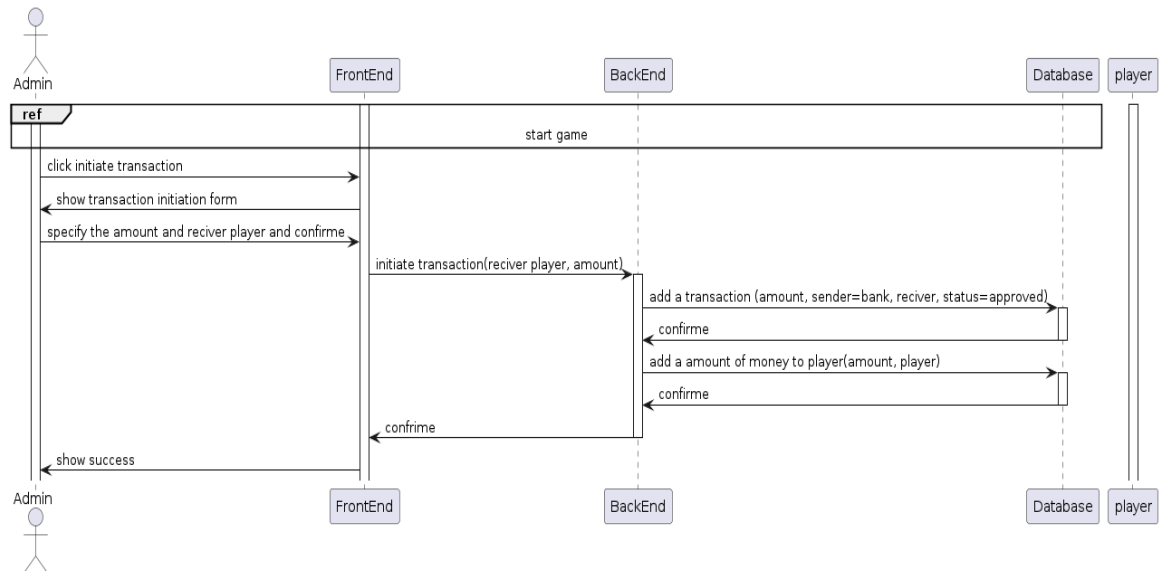 Admin
FrontEnd
BackEnd
Database
player
ref
start game
click initiate transaction
show transaction initiation form
specify the amount and reciver player and confirme
initiate transaction(reciver player, amount)
add a transaction (amount, sender=bank, reciver, status=approved)
confirme
add a amount of money to player(amount, player)
confirme
confrime
show success
Admin
FrontEnd
BackEnd
Database
player